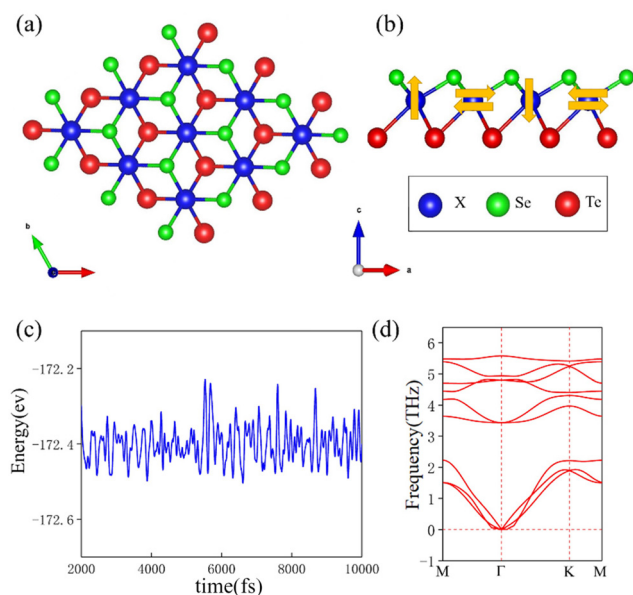 (a)
(b)
b
c
a
X Se Te
(c)
(d)
Energy(ev)
-172.2
-172.4
-172.6
2000 4000 6000 8000 10000
time(fs)
Frequency(THz)
6
5
4
3
2
1
0
-1
M Γ K M